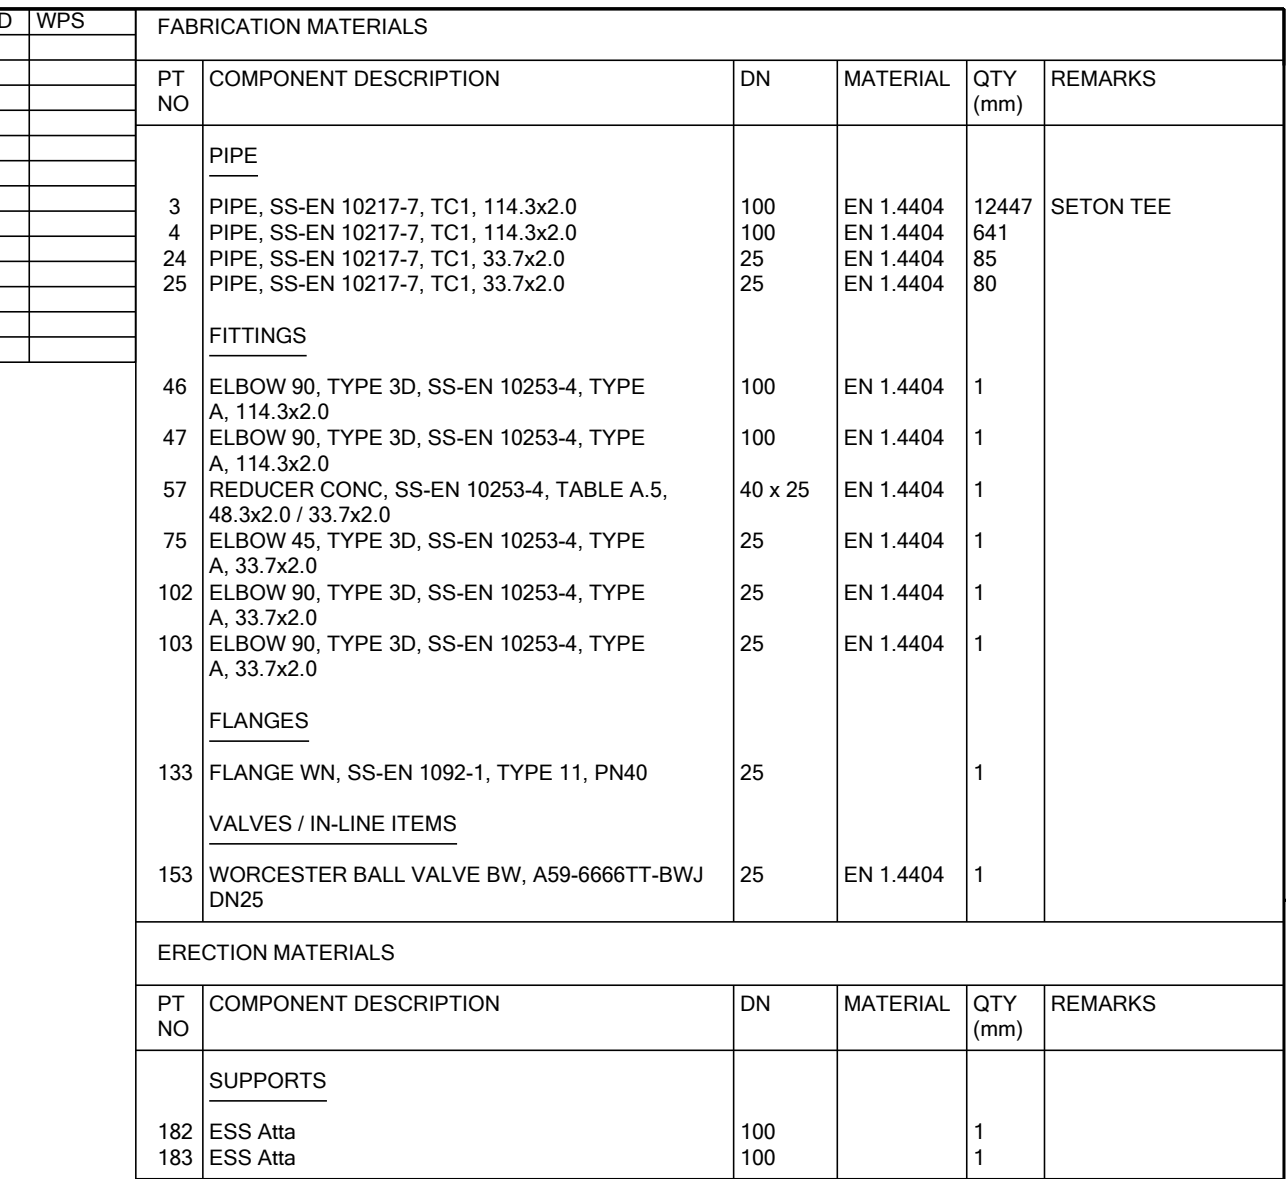 D WPS
FABRICATION MATERIALS
PT COMPONENT DESCRIPTION DN MATERIAL QTY REMARKS
NO (mm)
PIPE
3 PIPE, SS-EN 10217-7, TC1, 114.3x2.0 100 EN 1.4404 12447 SETON TEE
4 PIPE, SS-EN 10217-7, TC1, 114.3x2.0 100 EN 1.4404 641
24 PIPE, SS-EN 10217-7, TC1, 33.7x2.0 25 EN 1.4404 85
25 PIPE, SS-EN 10217-7, TC1, 33.7x2.0 25 EN 1.4404 80
FITTINGS
46 ELBOW 90, TYPE 3D, SS-EN 10253-4, TYPE 100 EN 1.4404 1
A, 114.3x2.0
47 ELBOW 90, TYPE 3D, SS-EN 10253-4, TYPE 100 EN 1.4404 1
A, 114.3x2.0
57 REDUCER CONC, SS-EN 10253-4, TABLE A.5, 40 x 25 EN 1.4404 1
48.3x2.0 / 33.7x2.0
75 ELBOW 45, TYPE 3D, SS-EN 10253-4, TYPE 25 EN 1.4404 1
A, 33.7x2.0
102 ELBOW 90, TYPE 3D, SS-EN 10253-4, TYPE 25 EN 1.4404 1
A, 33.7x2.0
103 ELBOW 90, TYPE 3D, SS-EN 10253-4, TYPE 25 EN 1.4404 1
A, 33.7x2.0
FLANGES
133 FLANGE WN, SS-EN 1092-1, TYPE 11, PN40 25 1
VALVES / IN-LINE ITEMS
153 WORCESTER BALL VALVE BW, A59-6666TT-BWJ 25 EN 1.4404 1
DN25
ERECTION MATERIALS
PT COMPONENT DESCRIPTION DN MATERIAL QTY REMARKS
NO (mm)
SUPPORTS
182 ESS Atta 100 1
183 ESS Atta 100 1